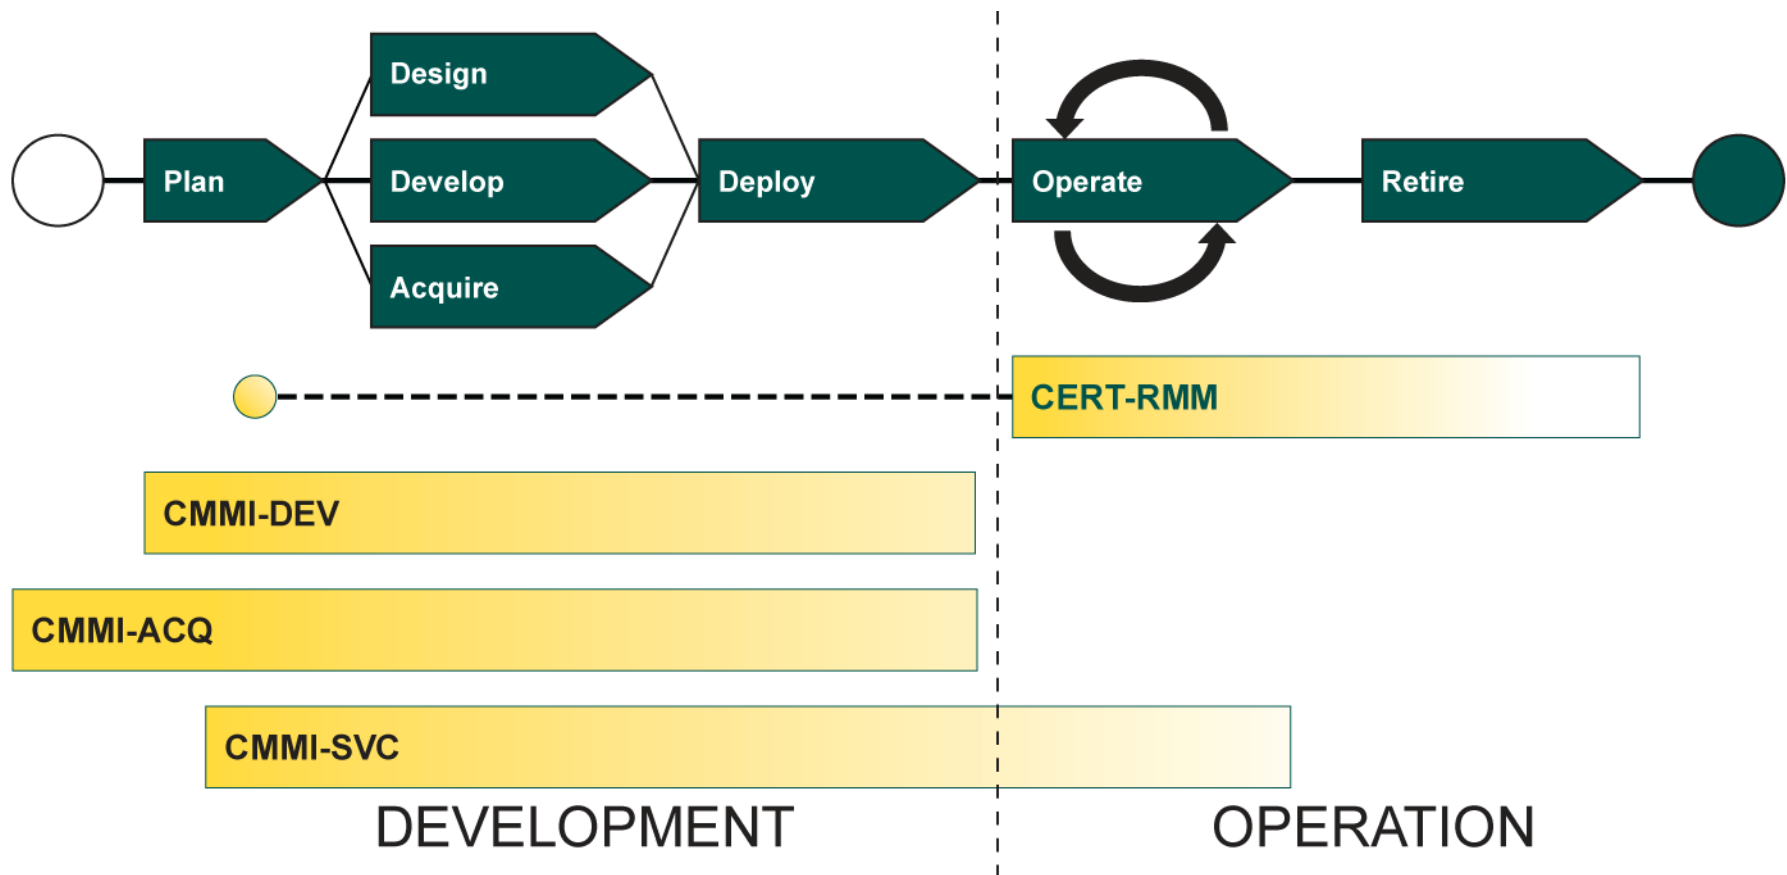 Design
Plan
Develop
Deploy
Operate
Retire
Acquire
CERT-RMM
CMMI-DEV
CMMI-ACQ
CMMI-SVC
DEVELOPMENT
OPERATION